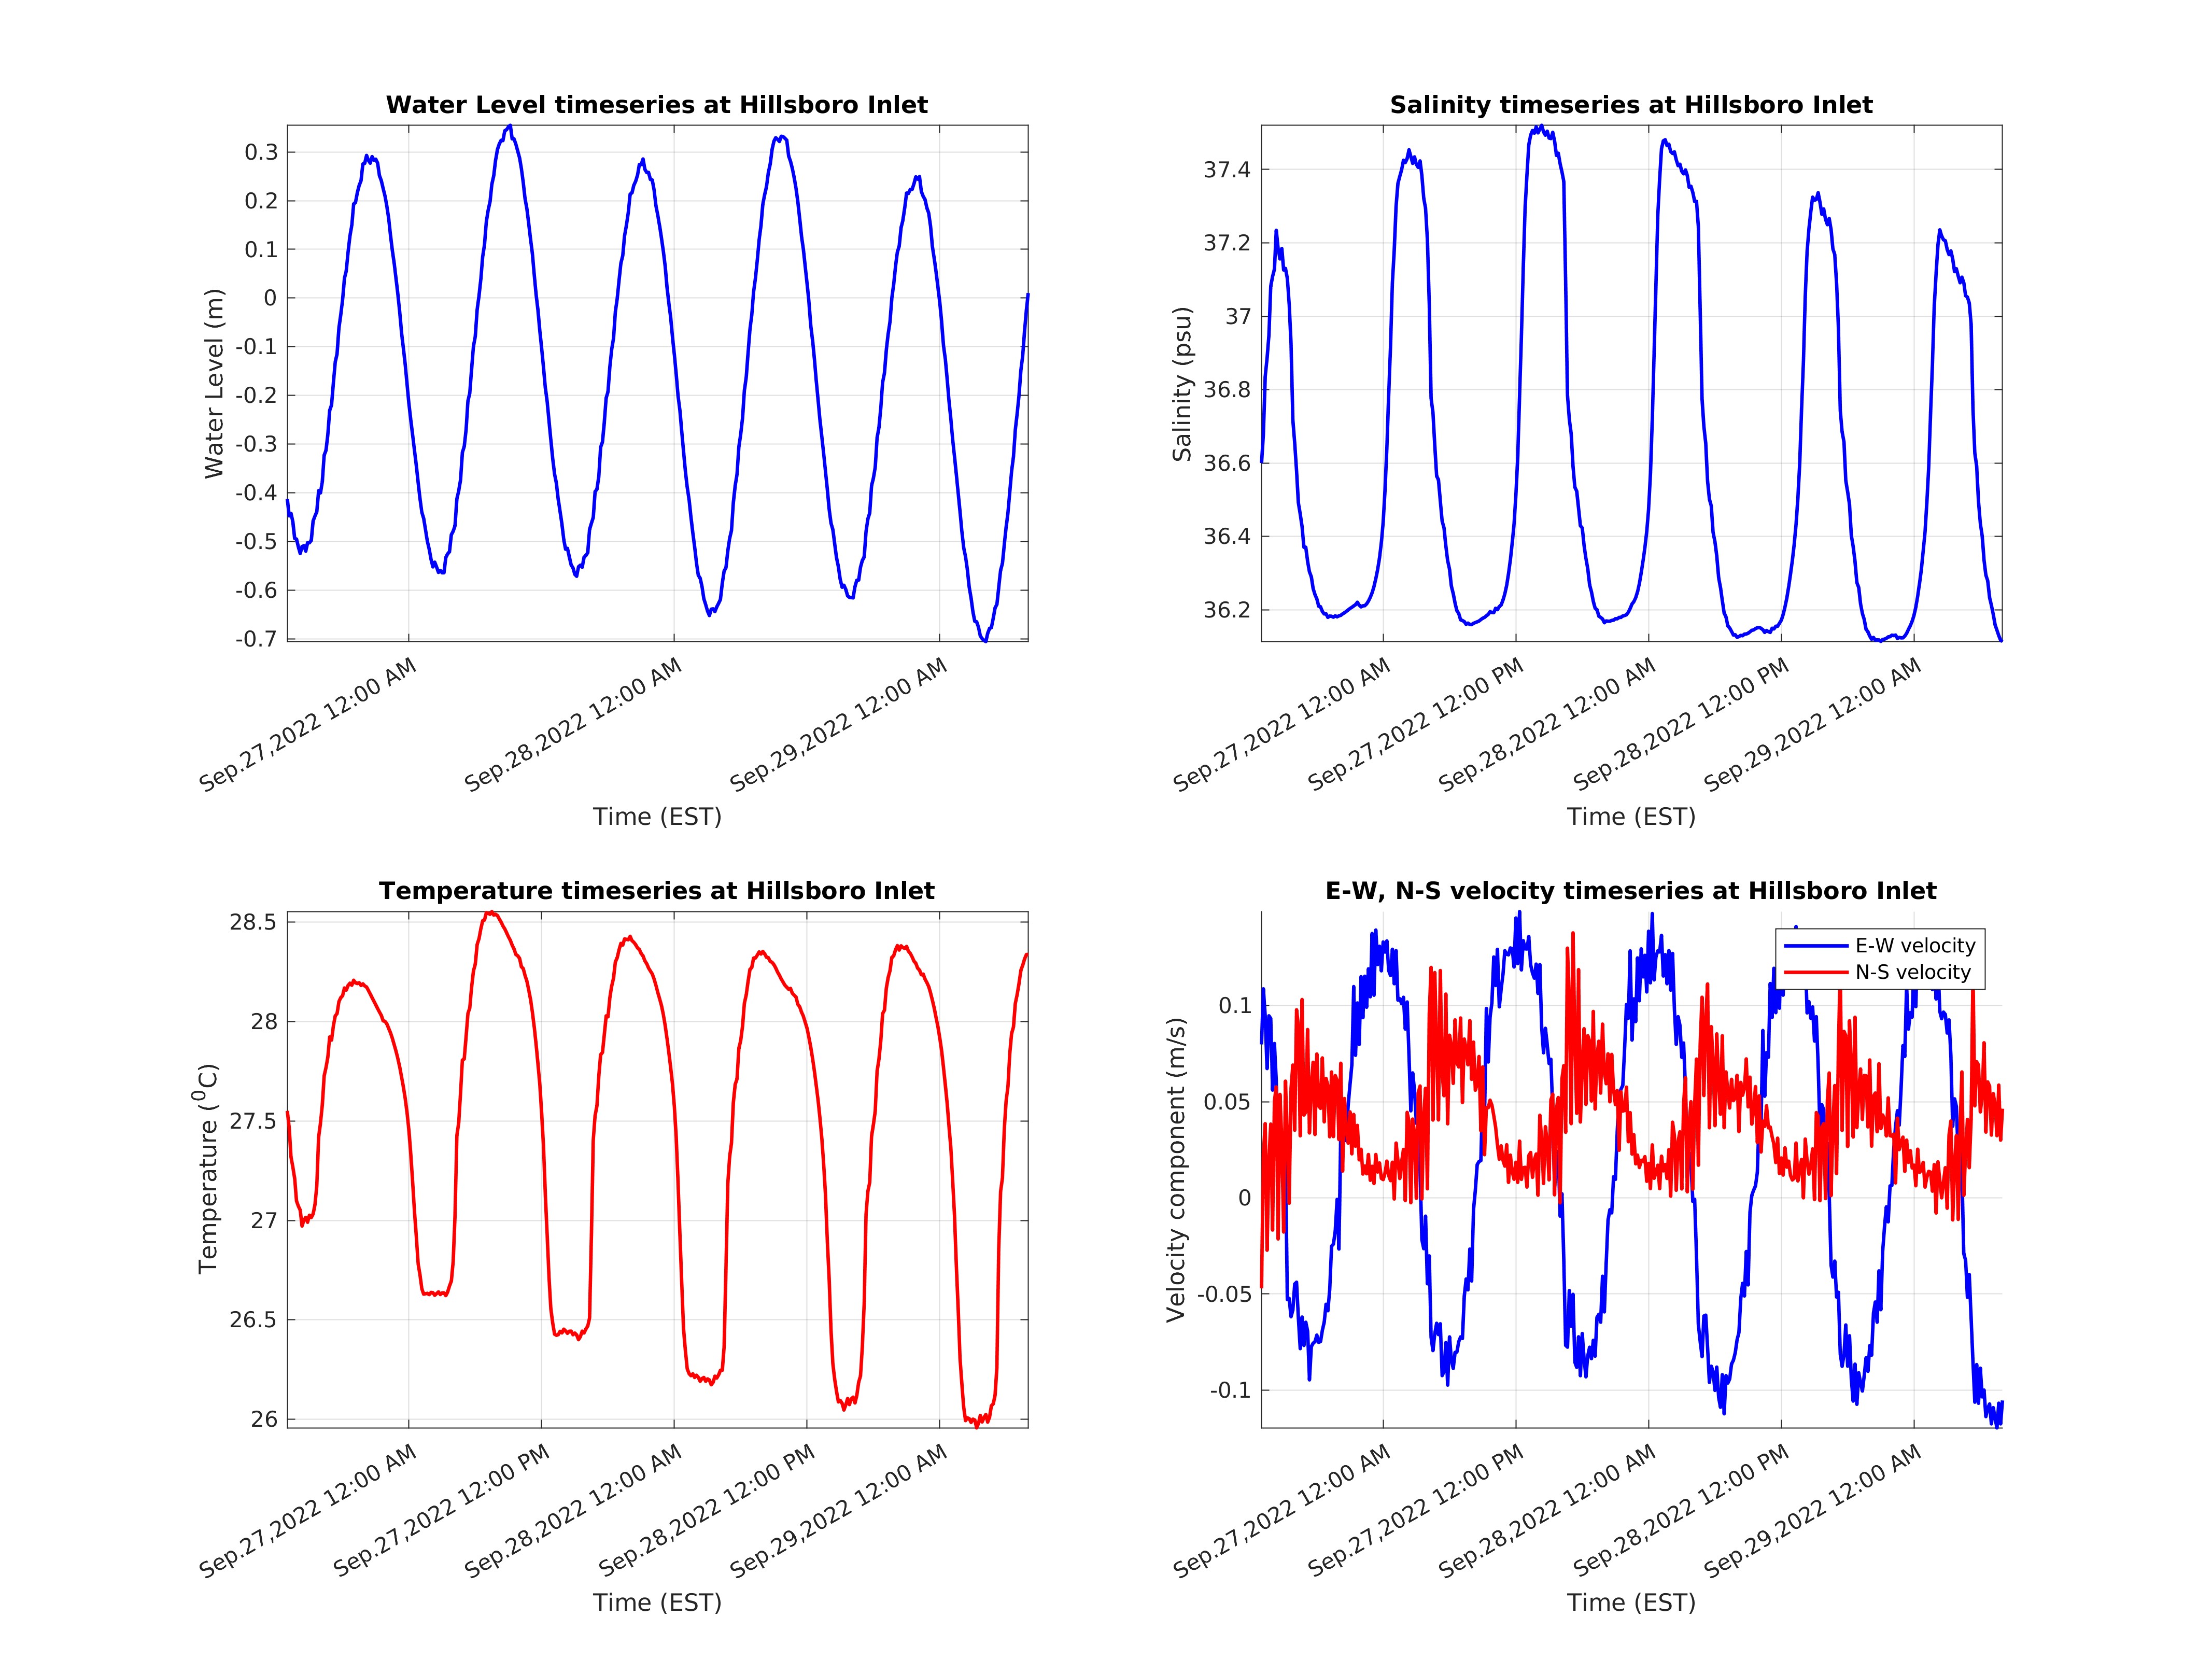 Water Level timeseries at Hillsboro Inlet
Water Level (m)
0.3
0.2
0.1
0
-0.1
-0.2
-0.3
-0.4
-0.5
-0.6
-0.7
Sep.27,2022 12:00 AM
Sep.28,2022 12:00 AM
Sep.29,2022 12:00 AM
Time (EST)
Salinity timeseries at Hillsboro Inlet
Salinity (psu)
37.4
37.2
37
36.8
36.6
36.4
36.2
Sep.27,2022 12:00 AM
Sep.27,2022 12:00 PM
Sep.28,2022 12:00 AM
Sep.28,2022 12:00 PM
Sep.29,2022 12:00 AM
Time (EST)
Temperature timeseries at Hillsboro Inlet
Temperature (⁰C)
28.5
28
27.5
27
26.5
26
Sep.27,2022 12:00 AM
Sep.27,2022 12:00 PM
Sep.28,2022 12:00 AM
Sep.28,2022 12:00 PM
Sep.29,2022 12:00 AM
Time (EST)
E-W, N-S velocity timeseries at Hillsboro Inlet
Velocity component (m/s)
E-W velocity
N-S velocity
0.1
0.05
0
-0.05
-0.1
Sep.27,2022 12:00 AM
Sep.27,2022 12:00 PM
Sep.28,2022 12:00 AM
Sep.28,2022 12:00 PM
Sep.29,2022 12:00 AM
Time (EST)